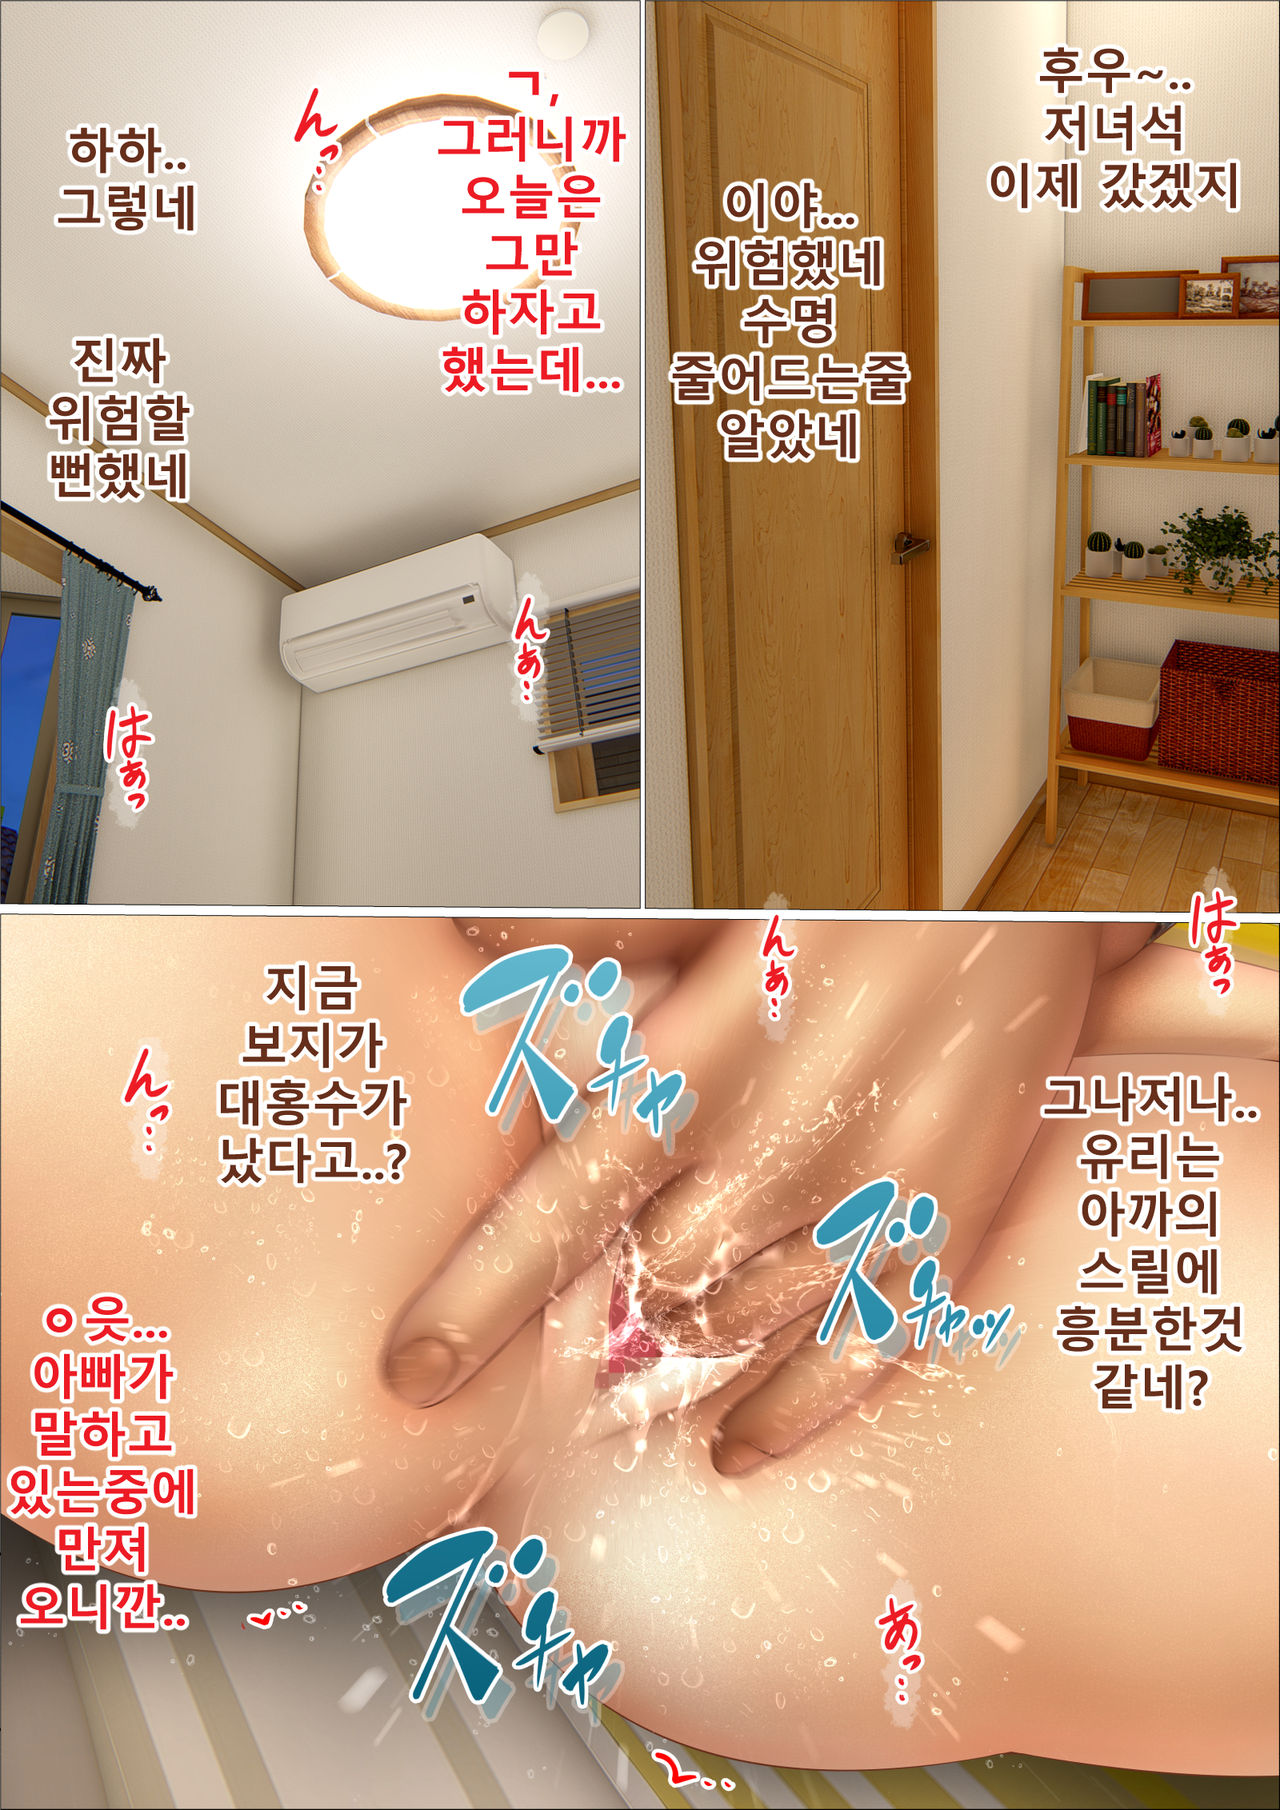 후우~..
저녀석
이제 갔겠지
이야...
위험했네
수명
줄어드는줄
알았네
ㄱ,
그러니까
오늘은
그만
하자고
했는데...
んっ…
하하..
그렇네
진짜
위험할
뻔했네
んぁ…
はぁっ
はぁっ
んぁ…
그나저나..
유리는
아까의
스릴에
흥분한것
같네?
ズチャ
지금
보지가
대홍수가
났다고..?
んっ…
ズチャッ
ㅇ읏...
아빠가
말하고
있는중에
만져
오니깐..
ズチャ
あっ…